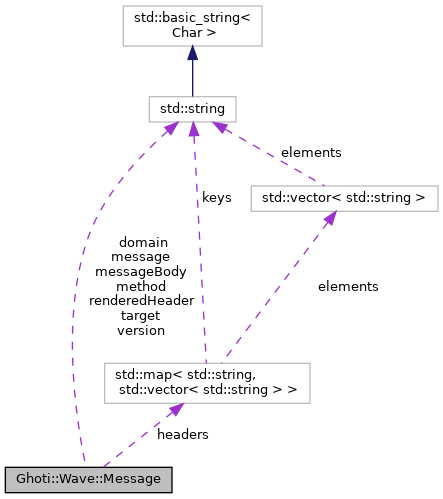 std::basic_string<
Char >
std::string
elements
keys
std::vector< std::string >
domain
message
messageBody
method
renderedHeader
target
version
elements
std::map< std::string,
std::vector< std::string > >
headers
Ghoti::Wave::Message